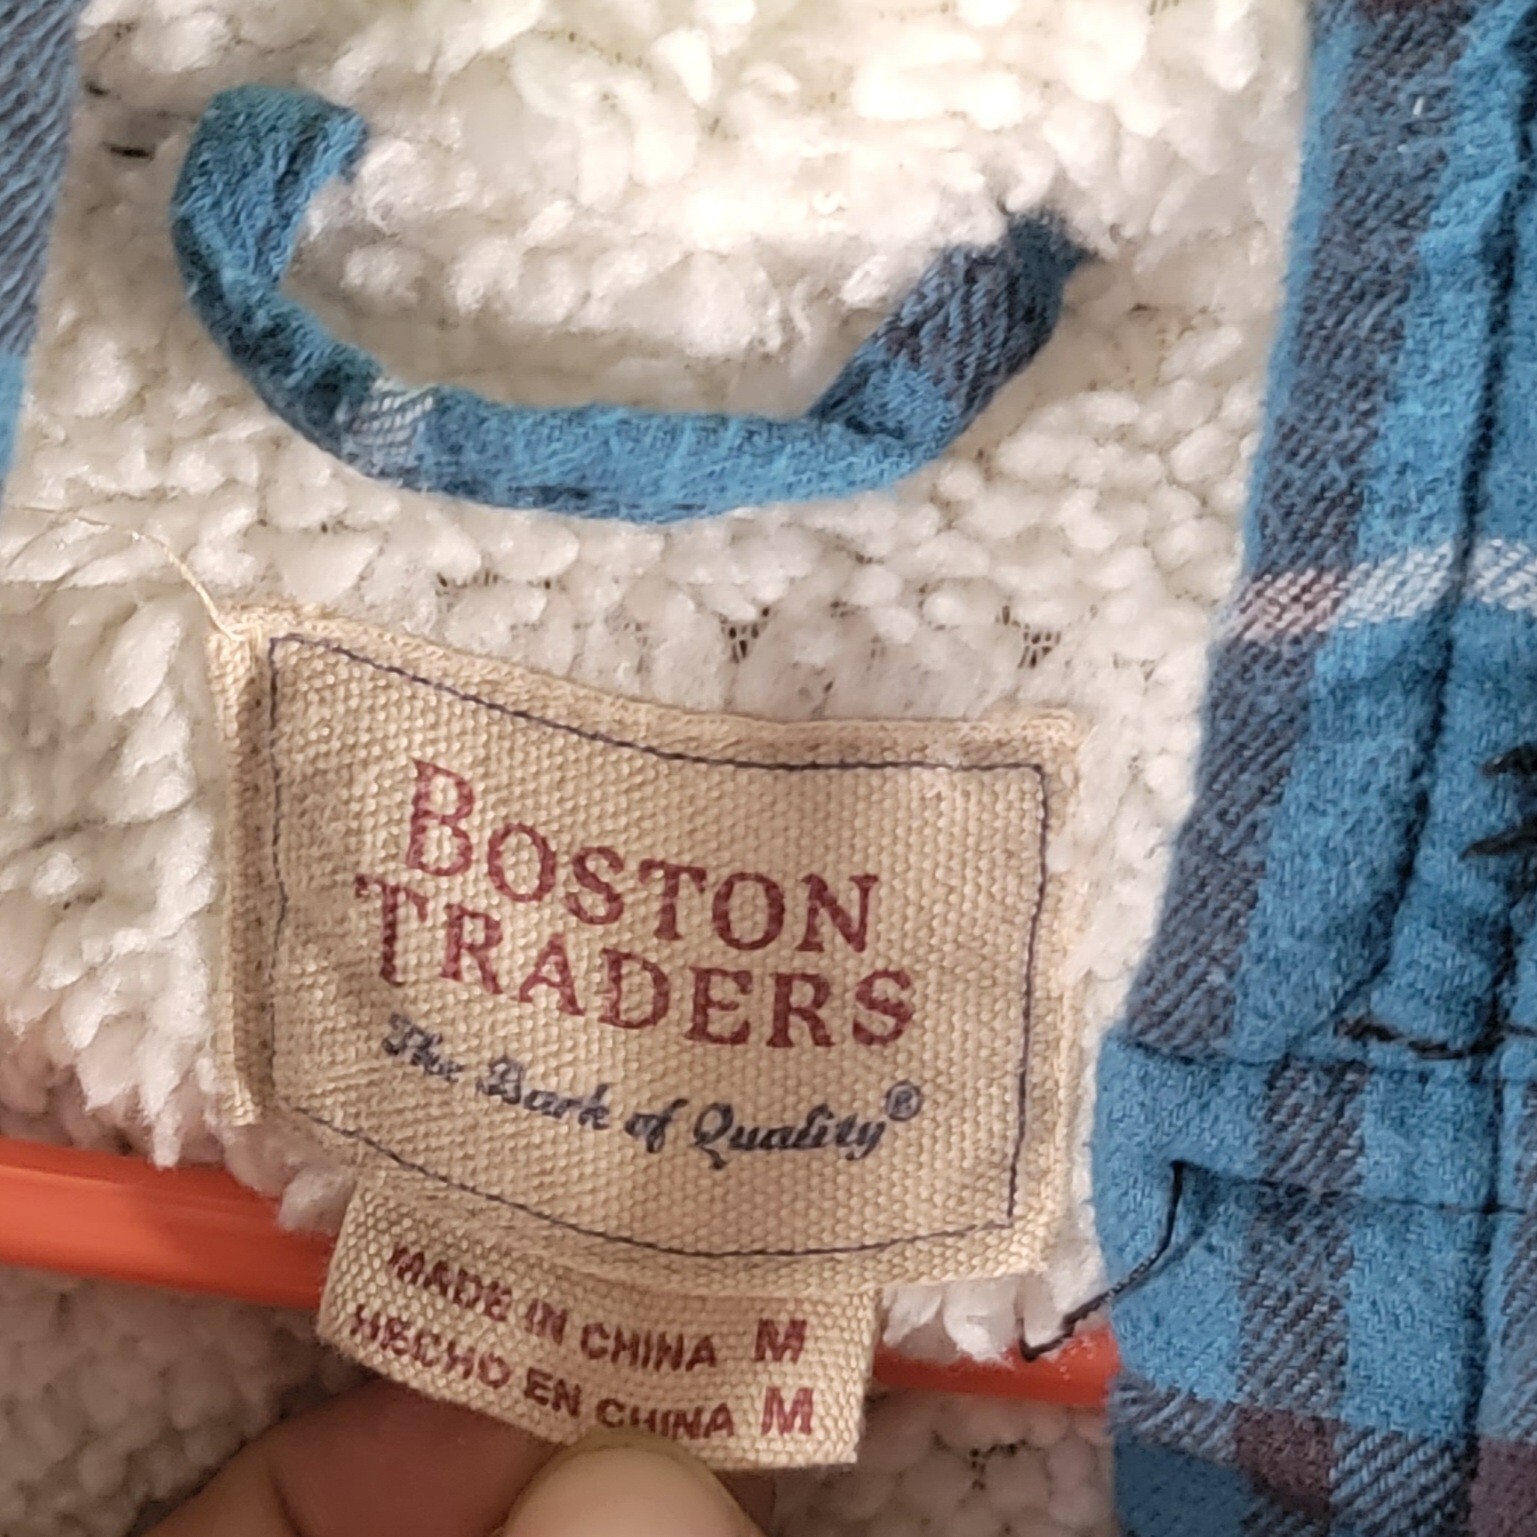 BOSTON
TRADERS
The Bark of Quality®
MADE IN CHINA M
HECHO EN CHINA M